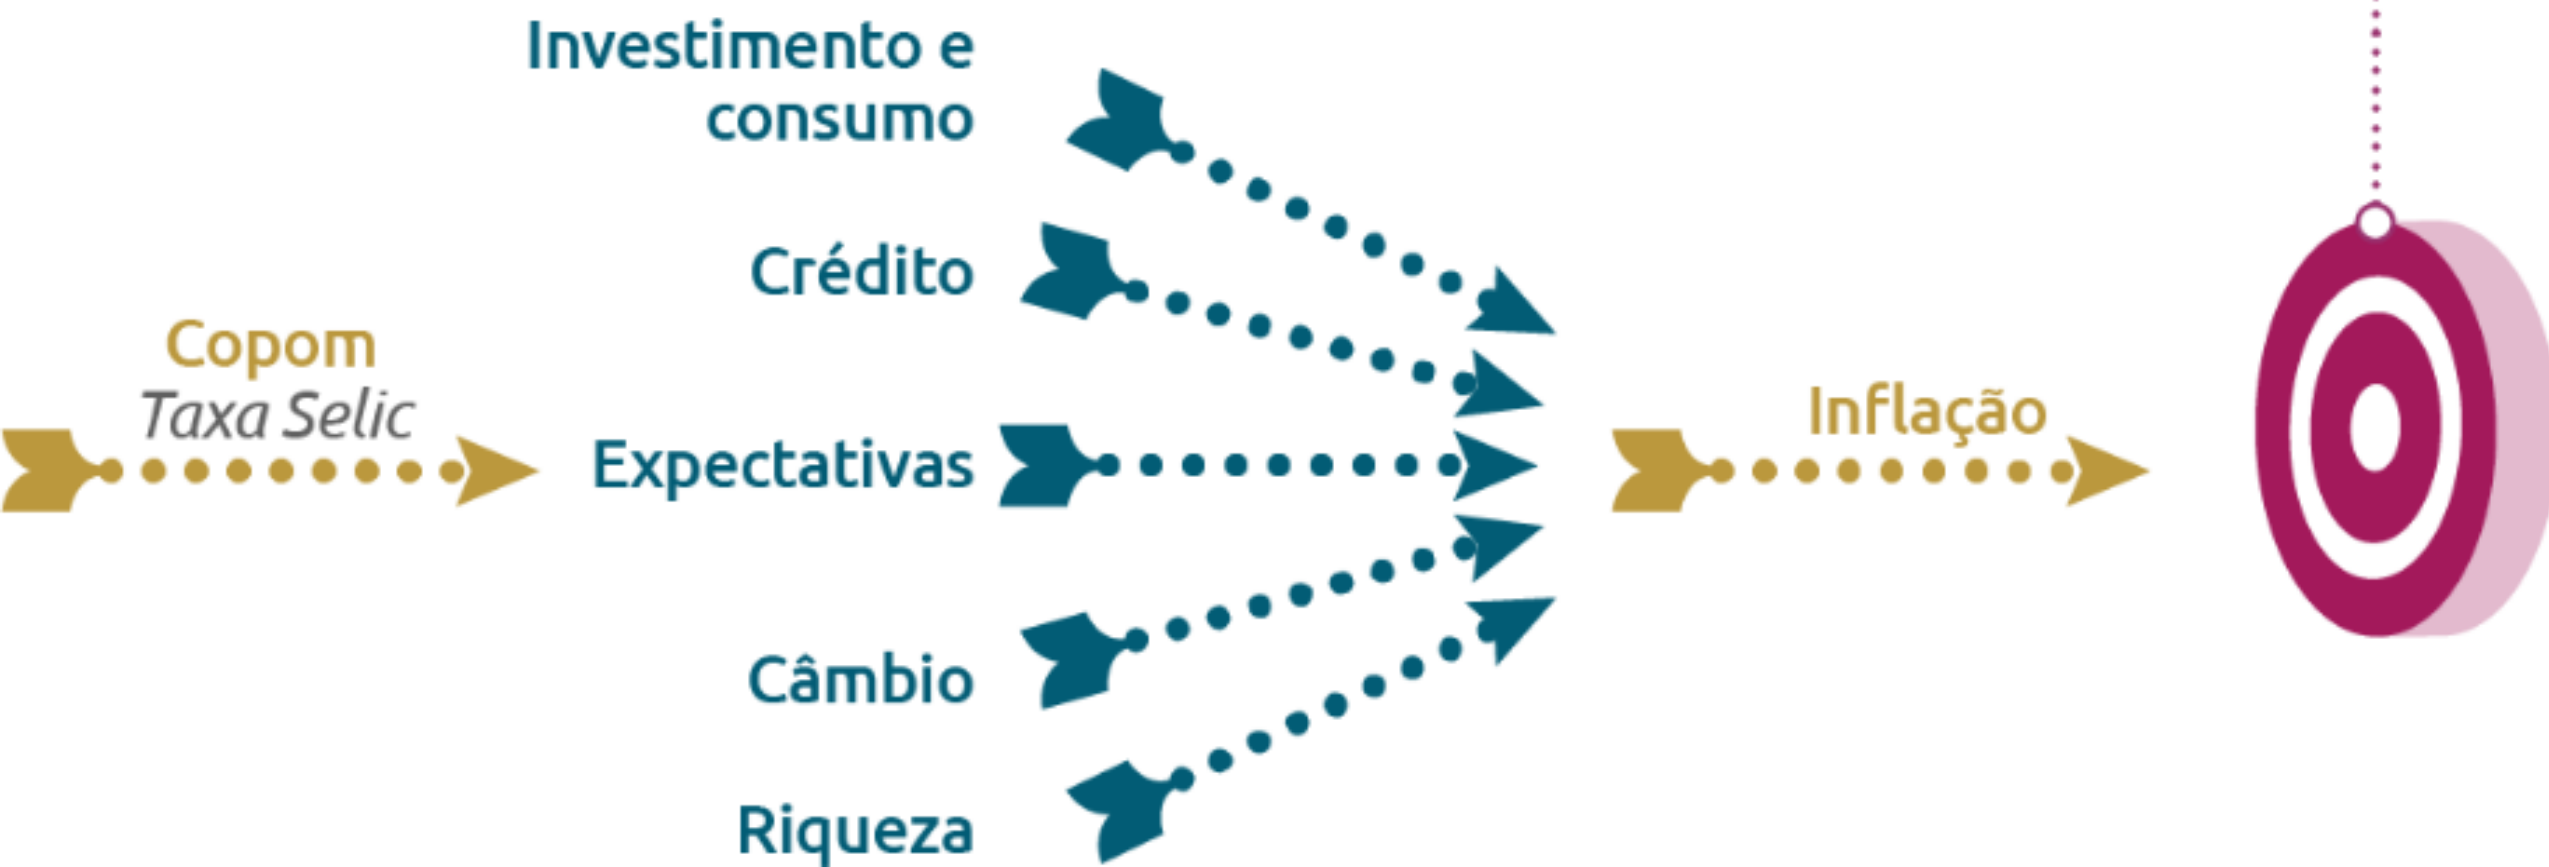 Copom
Taxa Selic
Investimento e
consumo
Crédito
Expectativas
Câmbio
Riqueza
Inflação